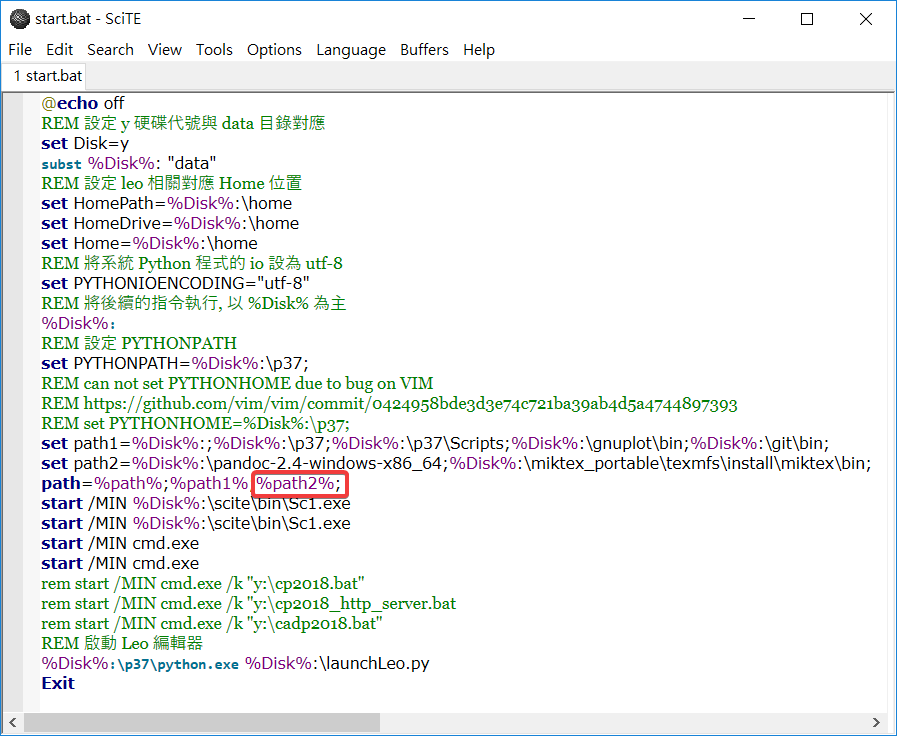 start.bat - SciTE
File Edit Search View Tools Options Language Buffers Help
1 start.bat
@echo off
REM 設定 y 硬碟代號與 data 目錄對應
set Disk=y
subst %Disk%: "data"
REM 設定 leo 相關對應 Home 位置
set HomePath=%Disk%:\home
set HomeDrive=%Disk%:\home
set Home=%Disk%:\home
REM 將系統 Python 程式的 io 設為 utf-8
set PYTHONIOENCODING="utf-8"
REM 將後續的指令執行, 以 %Disk% 為主
%Disk%:
REM 設定 PYTHONPATH
set PYTHONPATH=%Disk%:\p37;
REM can not set PYTHONHOME due to bug on VIM
REM https://github.com/vim/vim/commit/0424958bde3d3e74c721ba39ab4d5a4744897393
REM set PYTHONHOME=%Disk%:\p37;
set path1=%Disk%:;%Disk%:\p37;%Disk%:\p37\Scripts;%Disk%:\gnuplot\bin;%Disk%:\git\bin;
set path2=%Disk%:\pandoc-2.4-windows-x86_64;%Disk%:\miktex_portable\texmfs\install\miktex\bin;
path=%path%;%path1%;%path2%;
start /MIN %Disk%:\scite\bin\Sc1.exe
start /MIN %Disk%:\scite\bin\Sc1.exe
start /MIN cmd.exe
start /MIN cmd.exe
rem start /MIN cmd.exe /k "y:\cp2018.bat"
rem start /MIN cmd.exe /k "y:\cp2018_http_server.bat
rem start /MIN cmd.exe /k "y:\cadp2018.bat"
REM 啟動 Leo 編輯器
%Disk%:\p37\python.exe %Disk%:\launchLeo.py
Exit